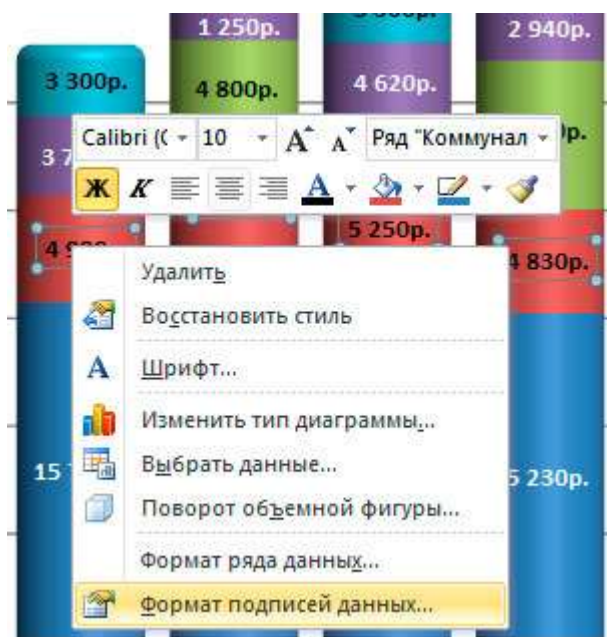 1 250р.
2 940р.
3 300р.
4 800р.
4 620р.
Calibri (
10
Ряд "Коммунал
Ж К A
5 250р.
4 830р.
Удалить
Восстановить стиль
Шрифт...
Изменить тип диаграммы...
Выбрать данные...
15
5 230р.
Поворот объемной фигуры...
Формат ряда данных...
Формат подписей данных...